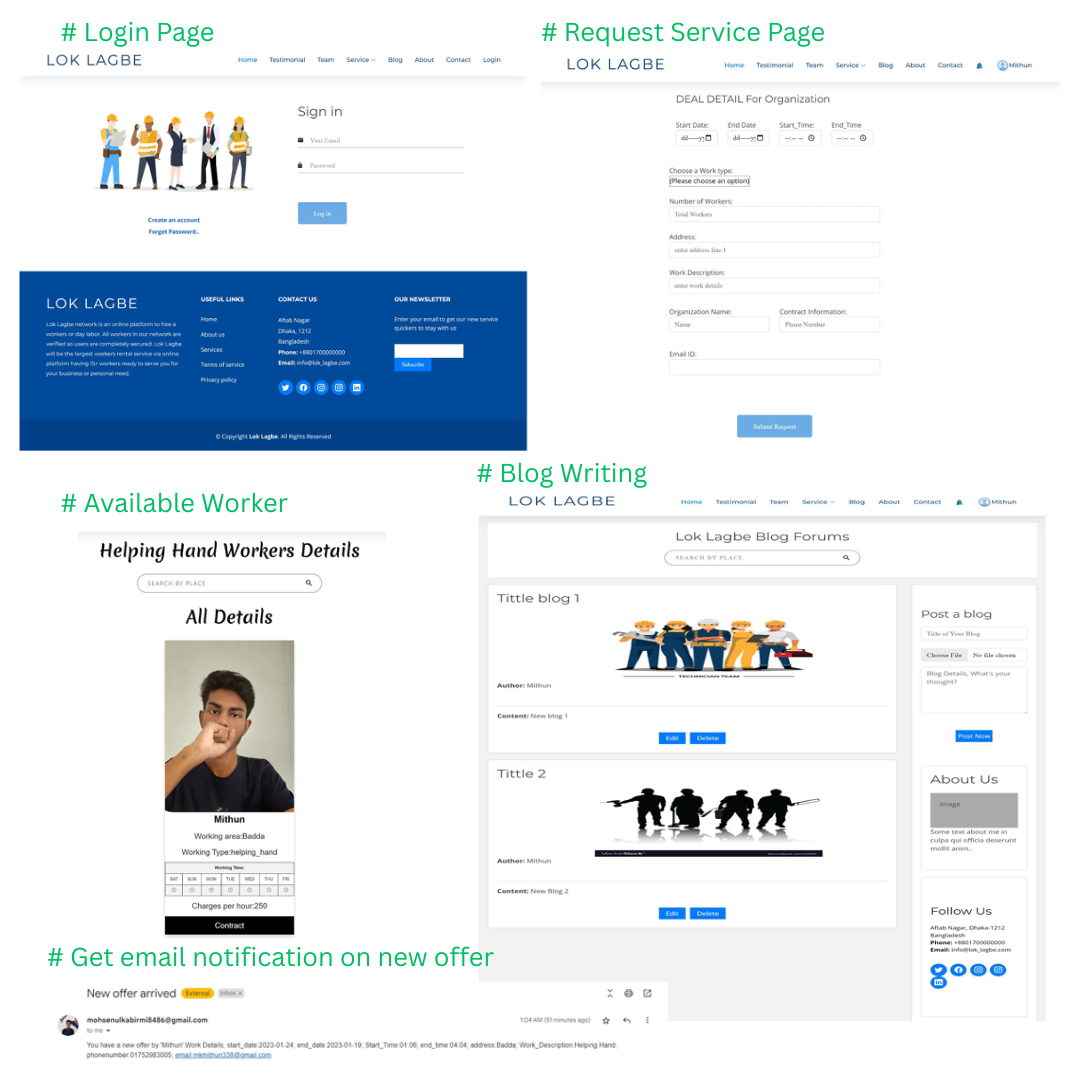 # Login Page
LOK LAGBE
Home Testimonial Team Service Blog About Contact Login
Sign in
Your Email
Password
Log in
Create an account
Forget Password..
LOK LAGBE
Lok Lagbe network is an online platform to hire a
workers or day labor. All workers in our network are
verified so users are completely secured. Lok Lagbe
will be the largest workers rental service via online
platform having 15+ workers ready to serve you for
your business or personal need.
USEFUL LINKS
Home
About us
Services
Terms of service
Privacy policy
CONTACT US
Aftab Nagar
Dhaka, 1212
Bangladesh
Phone: +8801700000000
Email: info@lok_lagbe.com
OUR NEWSLETTER
Enter your email to get our new service
quickers to stay with us
Subscribe
© Copyright Lok Lagbe. All Rights Reserved
# Request Service Page
LOK LAGBE
Home Testimonial Team Service Blog About Contact Mithun
DEAL DETAIL For Organization
Start Date: End Date Start_Time: End_Time
dd-----yy dd-----yy --:-- -- --:-- --
Choose a Work type:
(Please choose an option)
Number of Workers:
Total Workers
Address:
enter address line 1
Work Description:
enter work details
Organization Name: Contract Information:
Name Phone Number
Email ID:
Submit Request
# Available Worker
Helping Hand Workers Details
SEARCH BY PLACE
All Details
Mithun
Working area:Badda
Working Type:helping_hand
Working Time:
SAT SUN MON TUE WED THU FRI
Charges per hour:250
Contract
# Blog Writing
LOK LAGBE
Home Testimonial Team Service Blog About Contact Mithun
Lok Lagbe Blog Forums
SEARCH BY PLACE
Tittle blog 1
TECHNICIAN TEAM
Author: Mithun
Content: New blog 1
Edit Delete
Tittle 2
VectorStock
Author: Mithun
Content: New Blog 2
Edit Delete
Post a blog
Title of Your Blog
Choose File No file chosen
Blog Details, What's your
thought?
Post Now
About Us
Image
Some text about me in
culpa qui officia deserunt
mollit anim..
Follow Us
Aftab Nagar, Dhaka-1212
Bangladesh
Phone: +8801700000000
Email: info@lok_lagbe.com
# Get email notification on new offer
New offer arrived External Inbox x
mohsenulkabirmi8486@gmail.com 1:04 AM (51 minutes ago)
to me
You have a new offer by 'Mithun'.Work Details, start_date:2023-01-24; end_date:2023-01-19; Start_Time:01:06; end_time:04:04; address:Badda; Work_Description Helping Hand;
phonenumber:01752983005; email:mkmithun338@gmail.com